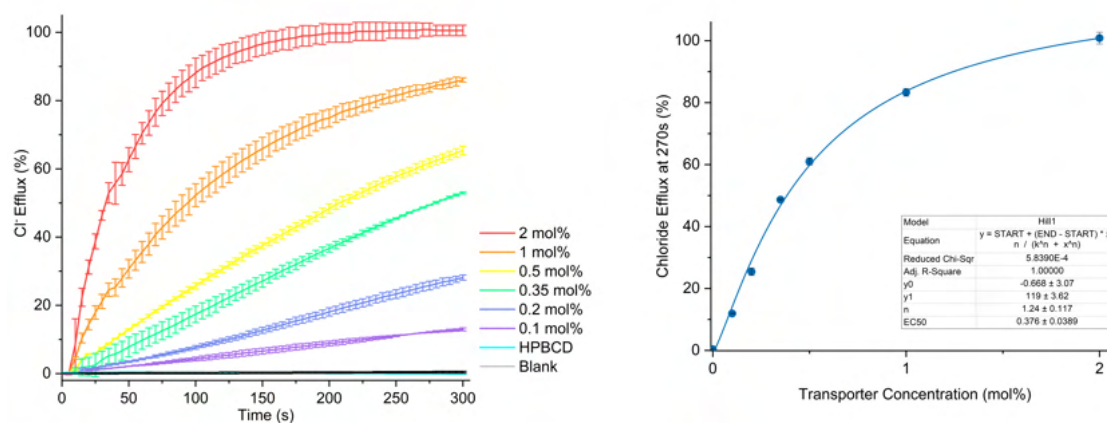 Cl⁻ Efflux (%)
100
80
60
40
20
0
0 50 100 150 200 250 300
Time (s)
2 mol%
1 mol%
0.5 mol%
0.35 mol%
0.2 mol%
0.1 mol%
HPBCD
Blank
Chloride Efflux at 270s (%)
100
80
60
40
20
0
0 1 2
Transporter Concentration (mol%)
Model Hill1
Equation y = START + (END - START) *
n / (k^n + x^n)
Reduced Chi-Sqr 5.8390E-4
Adj. R-Square 1.00000
y0 -0.668 ± 3.07
y1 119 ± 3.62
n 1.24 ± 0.117
EC50 0.376 ± 0.0389